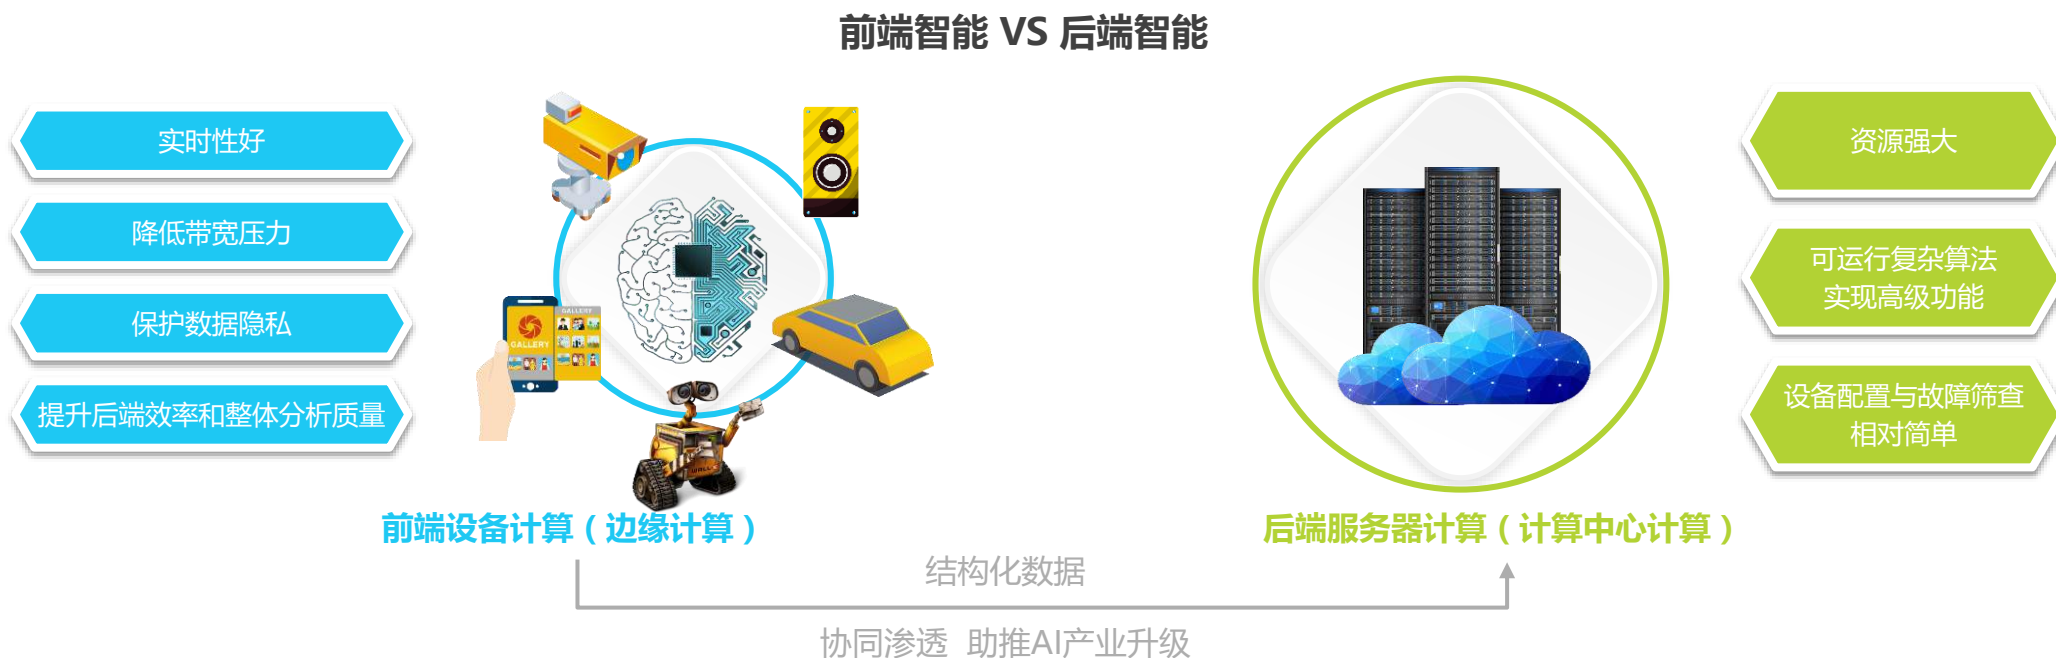 前端智能 VS 后端智能
实时性好
降低带宽压力
保护数据隐私
提升后端效率和整体分析质量
GALLERY
GALLERY
WALL·E
前端设备计算（边缘计算）
资源强大
可运行复杂算法
实现高级功能
设备配置与故障筛查
相对简单
后端服务器计算（计算中心计算）
结构化数据
协同渗透 助推AI产业升级